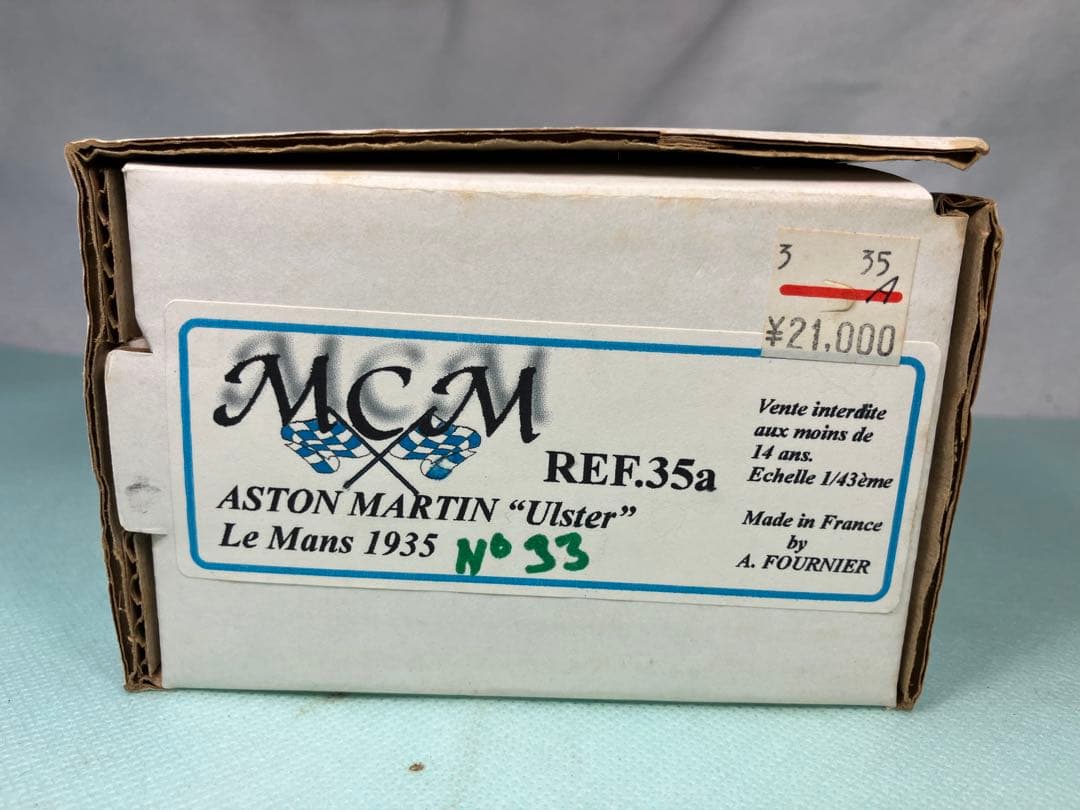 3 35
A
¥21,000
MCM
REF.35a
ASTON MARTIN “Ulster”
Le Mans 1935 Nº 33
Vente interdite
aux moins de
14 ans.
Echelle 1/43ème
Made in France
by
A. FOURNIER